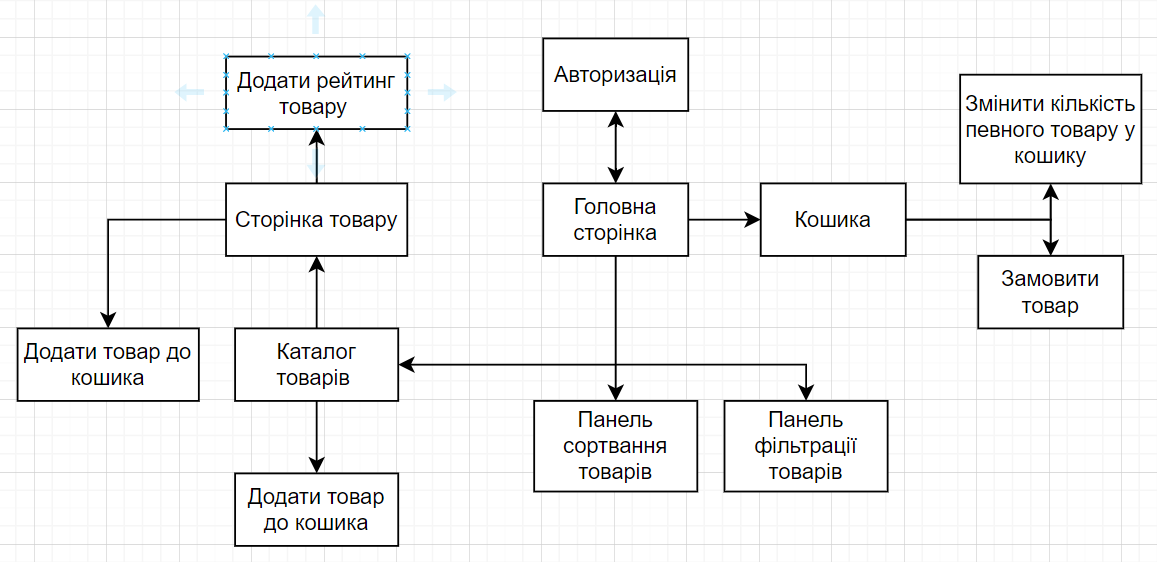 Додати рейтинг
товару
Авторизація
Змінити кількість
певного товару у
кошику
Сторінка товару
Головна
сторінка
Кошика
Замовити
товар
Додати товар до
кошика
Каталог
товарів
Панель
сортвання
товарів
Панель
фільтрації
товарів
Додати товар
до кошика